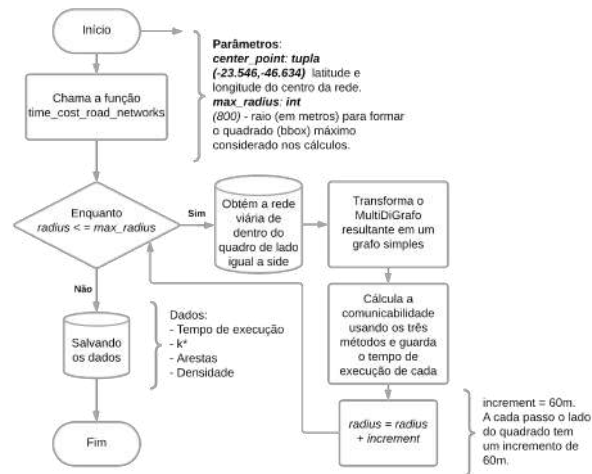 Início
Parâmetros:
center_point: tupla
(-23.546,-46.634) latitude e
longitude do centro da rede.
max_radius: int
(800) - raio (em metros) para formar
o quadrado (bbox) máximo
considerado nos cálculos.
Chama a função
time_cost_road_networks
Enquanto
radius < = max_radius
Sim
Obtém a rede
viária de
dentro do
quadro de lado
igual a side
Transforma o
MultiDiGrafo
resultante em um
grafo simples
Cálcula a
comunicabilidade
usando os três
métodos e guarda
o tempo de
execução de cada
radius = radius
+ increment
increment = 60m.
A cada passo o lado
do quadrado tem
um incremento de
60m.
Não
Salvando
os dados
Dados:
- Tempo de execução
- k*
- Arestas
- Densidade
Fim